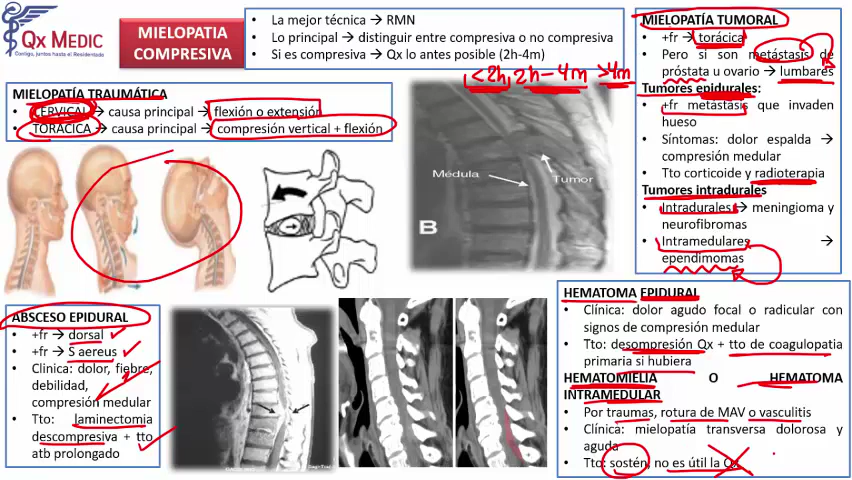 Qx MEDIC
Contigo, juntos hasta el Residentado
MIELOPATIA
COMPRESIVA
• La mejor técnica → RMN
• Lo principal → distinguir entre compresiva o no compresiva
• Si es compresiva → Qx lo antes posible (2h-4m)
<2h, 2h-4m >4m
MIELOPATÍA TRAUMÁTICA
• CERVICAL → causa principal → flexión o extensión
• TORÁCICA → causa principal → compresión vertical + flexión
MIELOPATÍA TUMORAL
• +fr → torácica
• Pero si son metástasis de
próstata u ovario → lumbares
Tumores epidurales:
• +fr metastasis que invaden
hueso
• Síntomas: dolor espalda →
compresión medular
• Tto corticoide y radioterapia
Tumores intradurales
• Intradurales → meningioma y
neurofibromas
• Intramedulares →
ependimomas
Médula
Tumor
B
ABSCESO EPIDURAL
• +fr → dorsal
• +fr → S aereus
• Clinica: dolor, fiebre,
debilidad,
compresión medular
• Tto: laminectomia
descompresiva + tto
atb prolongado
HEMATOMA EPIDURAL
• Clínica: dolor agudo focal o radicular con
signos de compresión medular
• Tto: desompresión Qx + tto de coagulopatia
primaria si hubiera
HEMATOMIELIA O HEMATOMA
INTRAMEDULAR
• Por traumas, rotura de MAV o vasculitis
• Clínica: mielopatia transversa dolorosa y
aguda
• Tto: sostén, no es útil la Qx